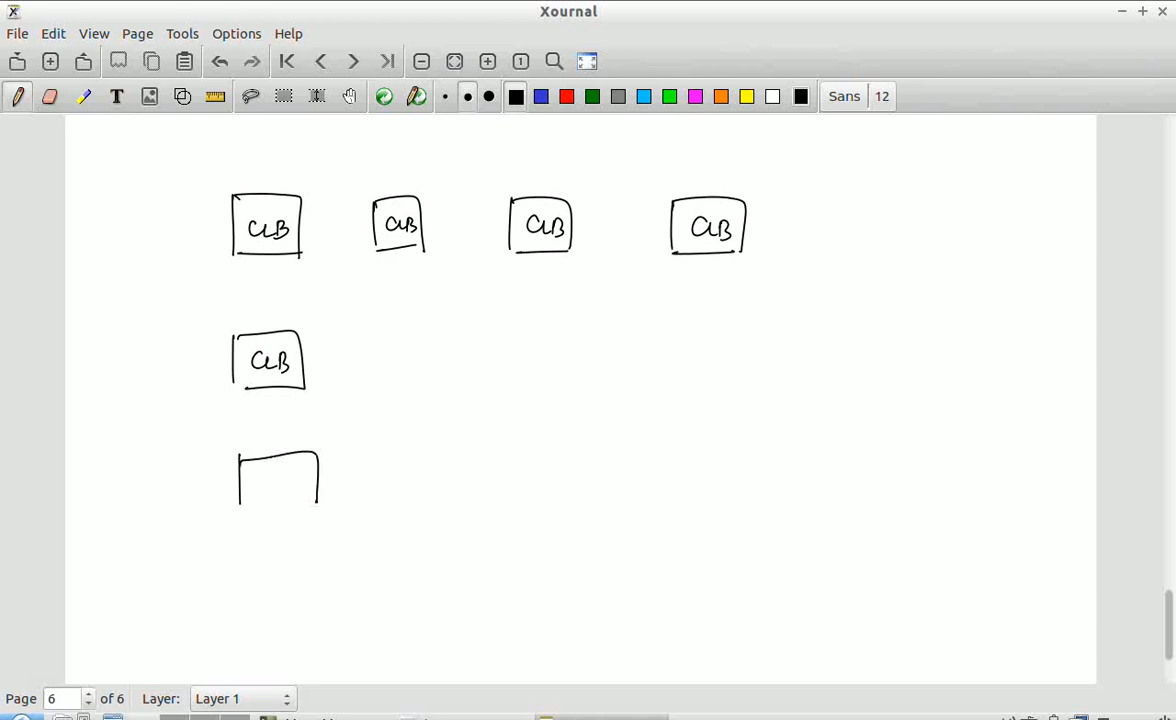 Xournal
File Edit View Page Tools Options Help
Sans 12
CLB CLB CLB CLB
CLB
Page 6 of 6 Layer: Layer 1